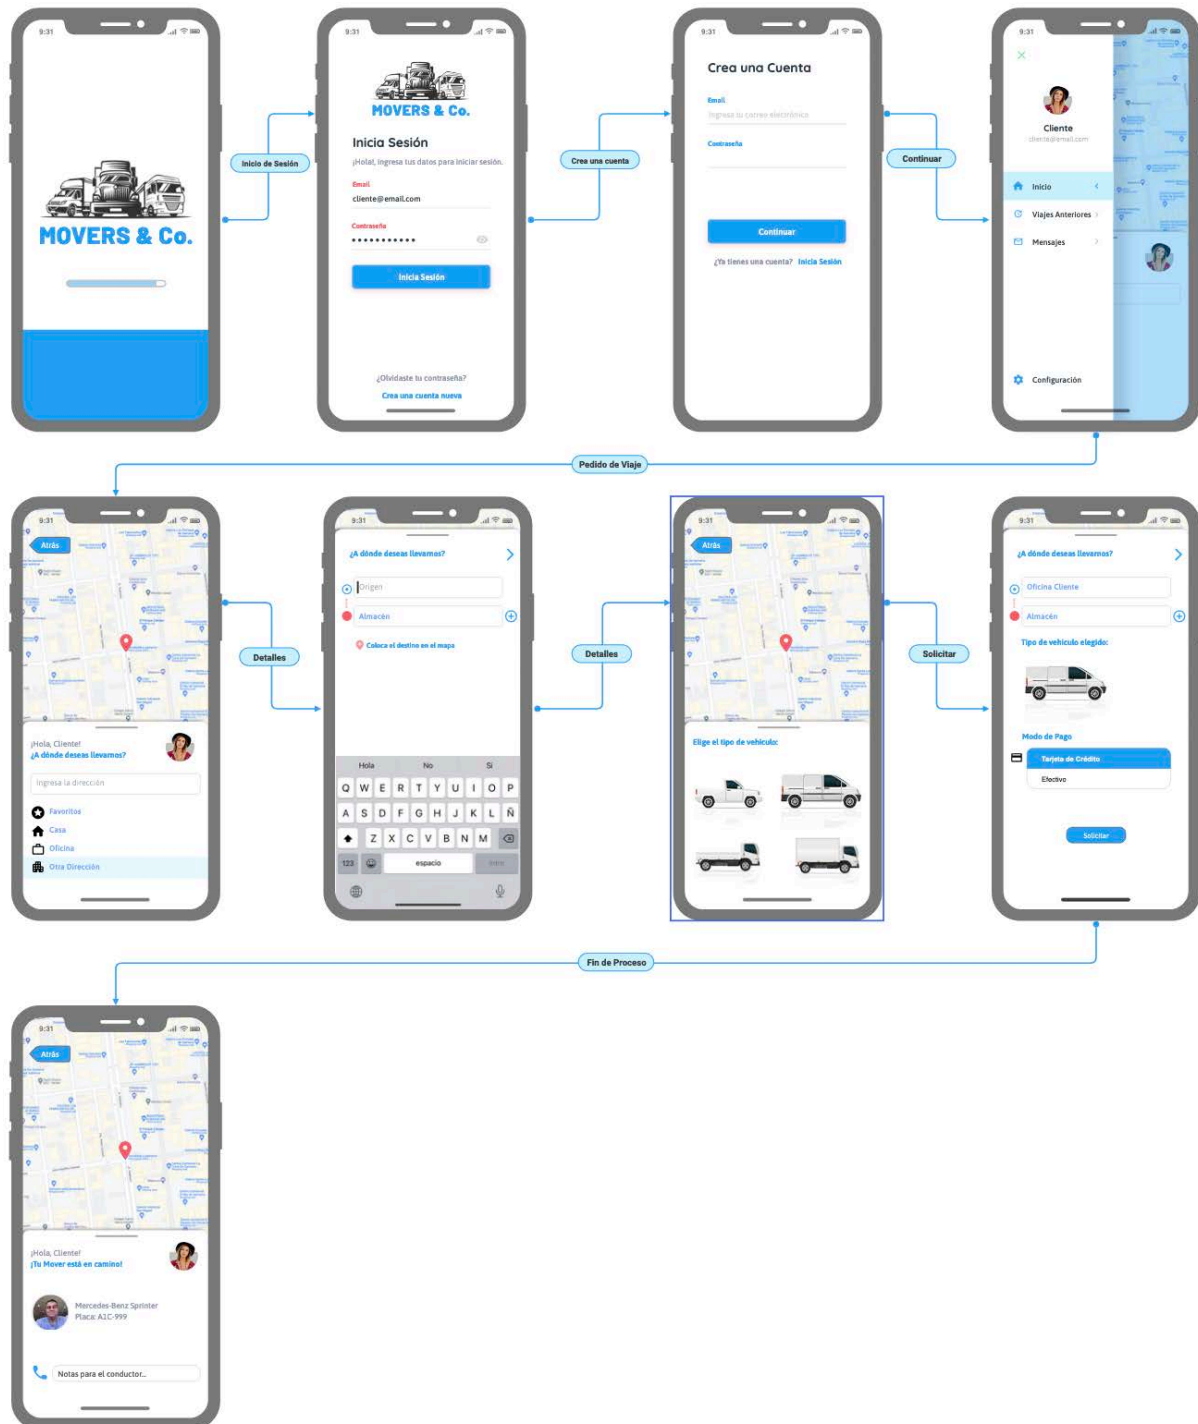 9:31
MOVERS & Co.
Inicio de Sesión
9:31
MOVERS & Co.
Inicia Sesión
¡Hola!, ingresa tus datos para iniciar sesión.
Email
cliente@email.com
Contraseña
Inicia Sesión
¿Olvidaste tu contraseña?
Crea una cuenta nueva
Crea una cuenta
9:31
Crea una Cuenta
Email
Ingresa tu correo electrónico
Contraseña
Continuar
¿Ya tienes una cuenta? Inicia Sesión
Continuar
9:31
Cliente
cliente@email.com
Inicio
Viajes Anteriores
Mensajes
Configuración
Pedido de Viaje
9:31
Atrás
¡Hola, Cliente!
¿A dónde deseas llevarnos?
Ingresa la dirección
Favoritos
Casa
Oficina
Otra Dirección
Detalles
9:31
¿A dónde deseas llevarnos?
Origen
Almacén
Coloca el destino en el mapa
Hola No Si
Q W E R T Y U I O P
A S D F G H J K L Ñ
Z X C V B N M
123 espacio intro
Detalles
9:31
Atrás
Elige el tipo de vehículo:
Solicitar
9:31
¿A dónde deseas llevarnos?
Oficina Cliente
Almacén
Tipo de vehículo elegido:
Modo de Pago
Tarjeta de Crédito
Efectivo
Solicitar
Fin de Proceso
9:31
Atrás
¡Hola, Cliente!
¡Tu Mover está en camino!
Mercedes-Benz Sprinter
Placa: A1C-999
Notas para el conductor...